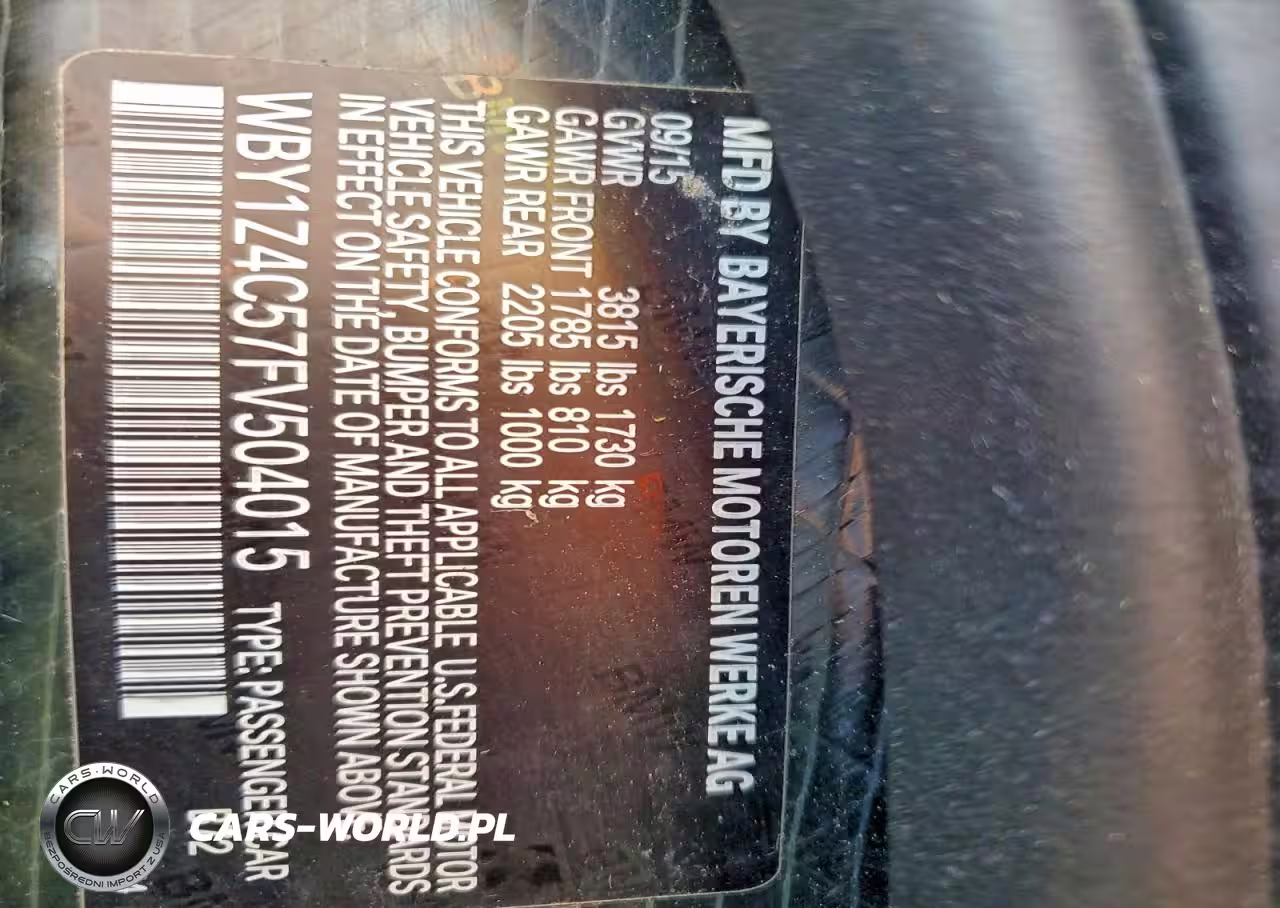 MFD BY BAYERISCHE MOTOREN WERKE AG
09/15
GVWR 3815 lbs 1730 kg
GAWR FRONT 1785 lbs 810 kg
GAWR REAR 2205 lbs 1000 kg
THIS VEHICLE CONFORMS TO ALL APPLICABLE U.S.FEDERAL MOTOR
VEHICLE SAFETY, BUMPER AND THEFT PREVENTION STANDARDS
IN EFFECT ON THE DATE OF MANUFACTURE SHOWN ABOVE
WBY1Z4C57FV504015 TYPE: PASSENGER CAR
CARS-WORLD.PL
CARS-WORLD
CW
BEZPOŚREDNI IMPORT Z USA